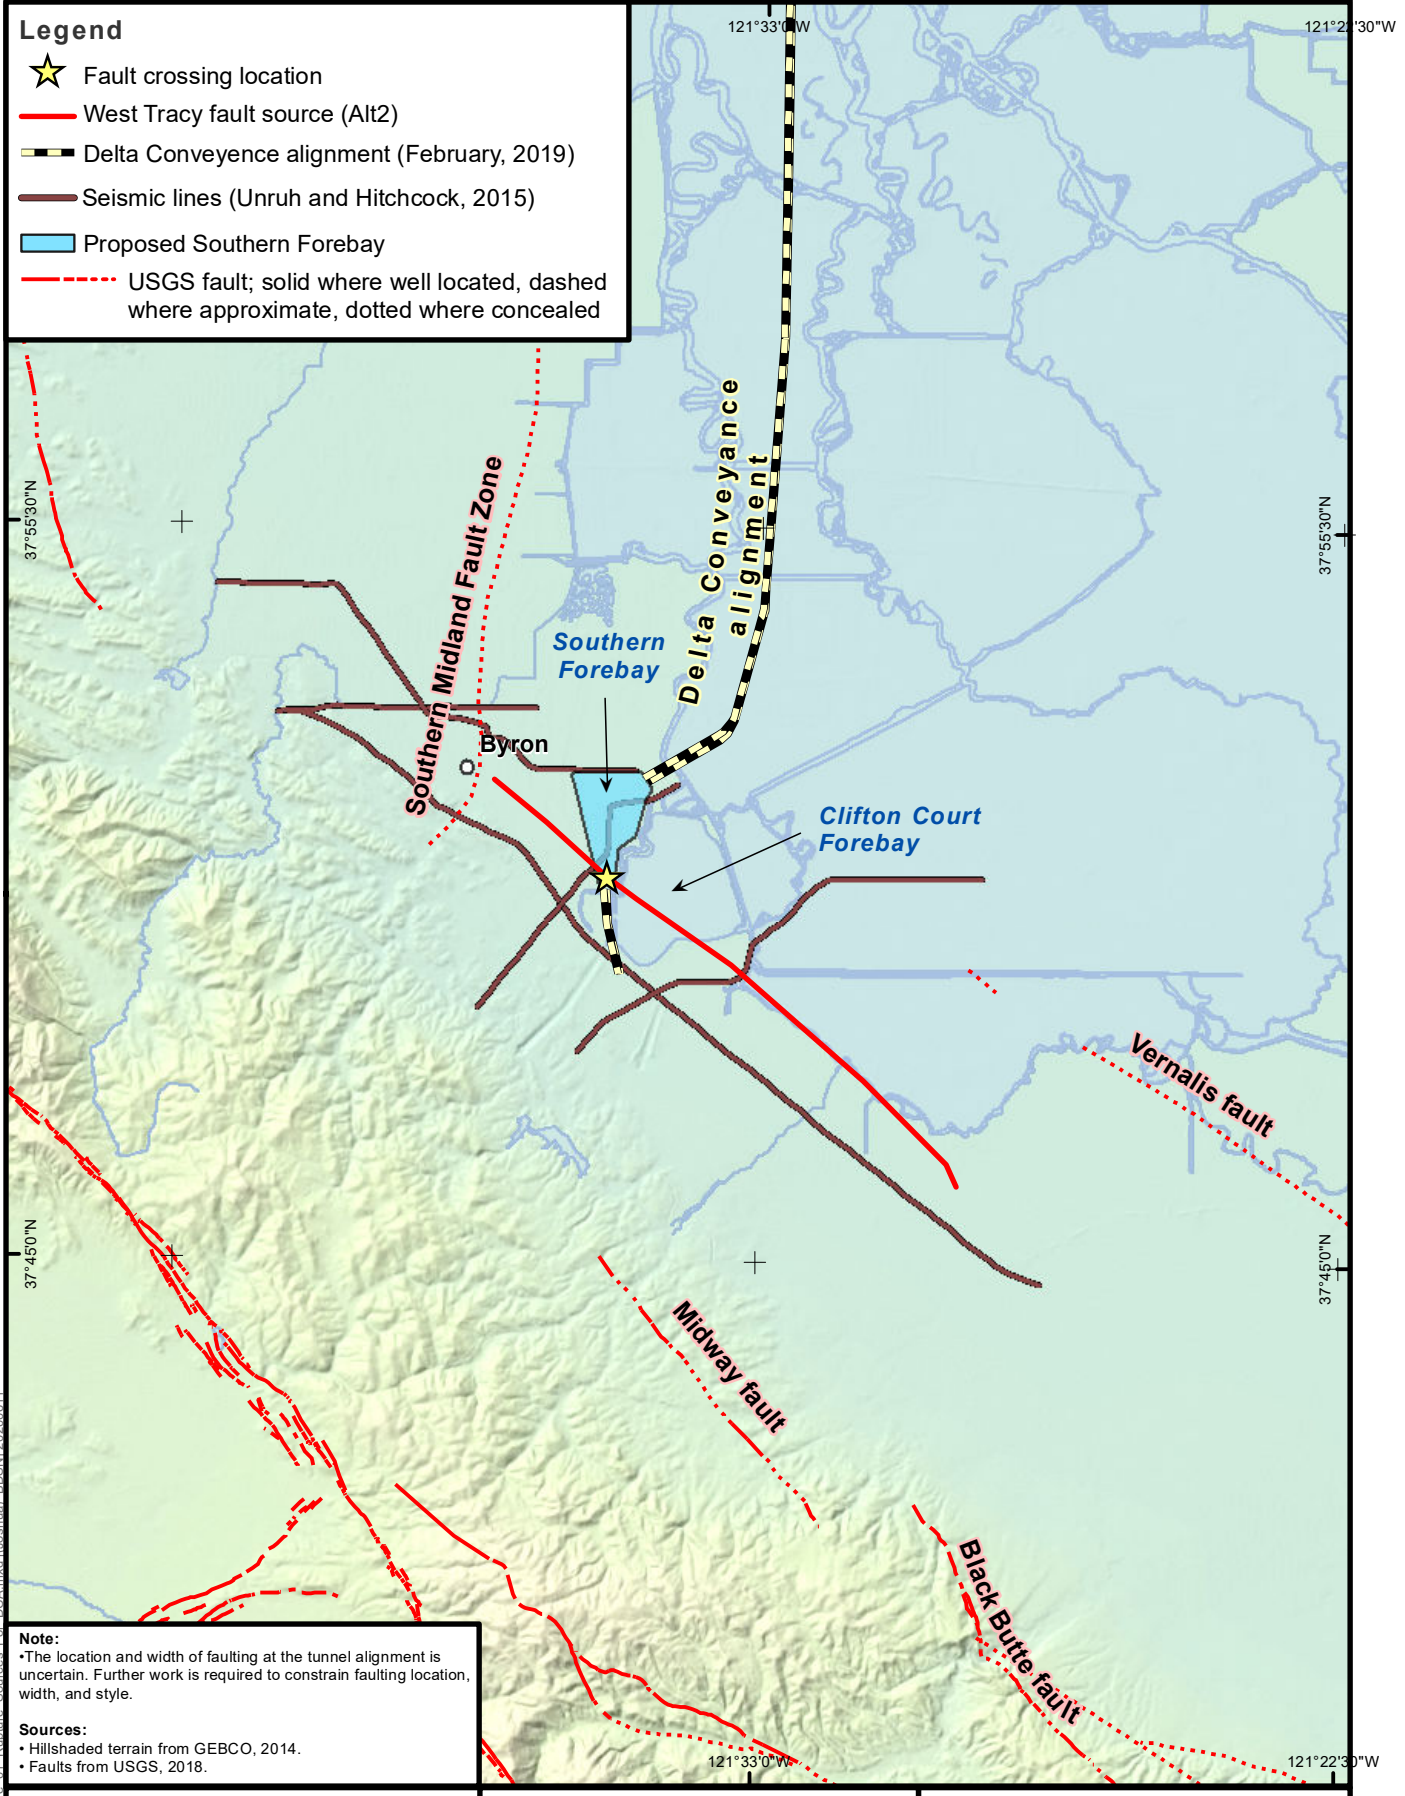 Legend
Fault crossing location
West Tracy fault source (Alt2)
Delta Conveyence alignment (February, 2019)
Seismic lines (Unruh and Hitchcock, 2015)
Proposed Southern Forebay
USGS fault; solid where well located, dashed
where approximate, dotted where concealed
121°33'0"W
121°22'30"W
37°55'30"N
37°55'30"N
Southern Midland Fault Zone
Delta Conveyance
alignment
Southern
Forebay
Byron
Clifton Court
Forebay
Vernalis fault
37°45'0"N
37°45'0"N
Midway fault
Black Butte fault
Note:
•The location and width of faulting at the tunnel alignment is
uncertain. Further work is required to constrain faulting location,
width, and style.
Sources:
• Hillshaded terrain from GEBCO, 2014.
• Faults from USGS, 2018.
121°33'0"W
121°22'30"W